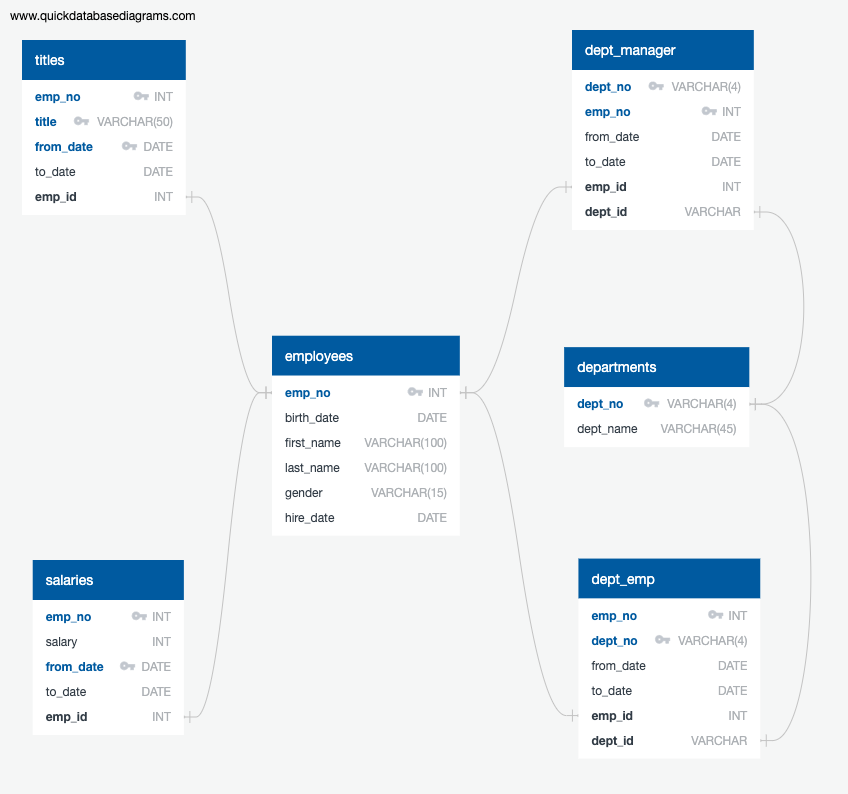 www.quickdatabasediagrams.com
titles
emp_no INT
title VARCHAR(50)
from_date DATE
to_date DATE
emp_id INT
dept_manager
dept_no VARCHAR(4)
emp_no INT
from_date DATE
to_date DATE
emp_id INT
dept_id VARCHAR
employees
emp_no INT
birth_date DATE
first_name VARCHAR(100)
last_name VARCHAR(100)
gender VARCHAR(15)
hire_date DATE
departments
dept_no VARCHAR(4)
dept_name VARCHAR(45)
salaries
emp_no INT
salary INT
from_date DATE
to_date DATE
emp_id INT
dept_emp
emp_no INT
dept_no VARCHAR(4)
from_date DATE
to_date DATE
emp_id INT
dept_id VARCHAR